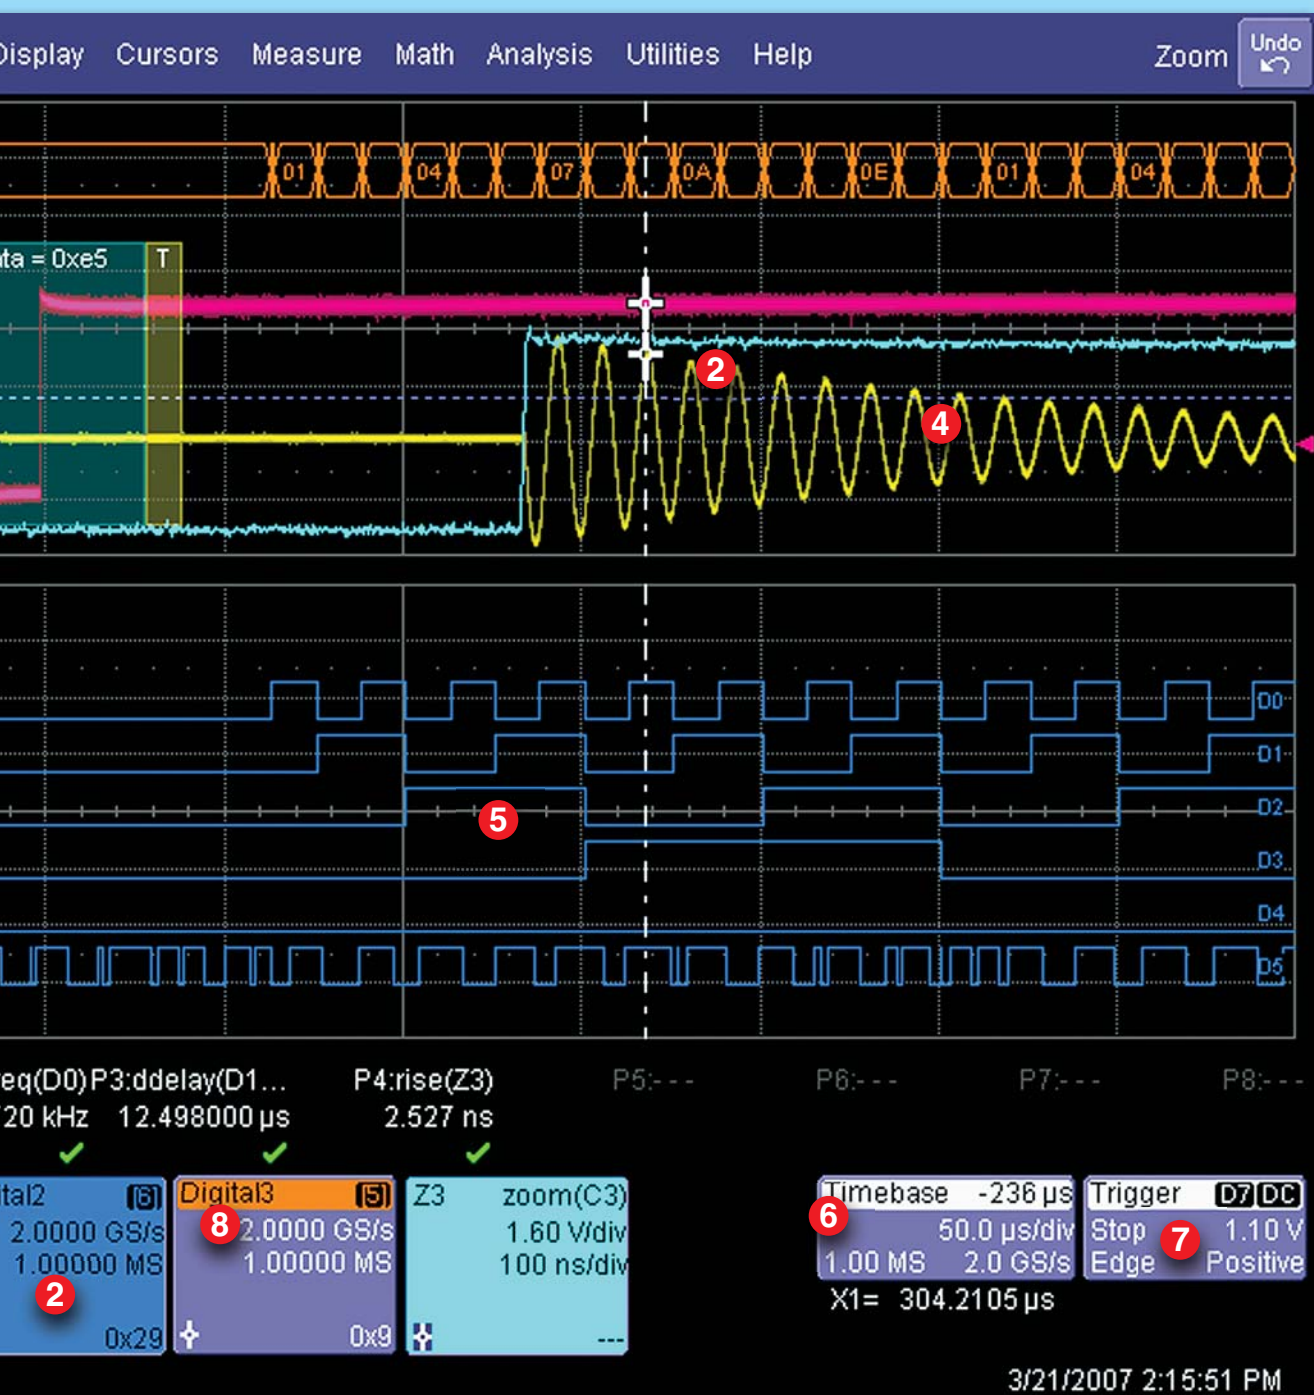 Display Cursors Measure Math Analysis Utilities Help Zoom Undo
01 04 07 0A 0E 01 04
ta = 0xe5 T
2
4
D0
D1
5 D2
D3
D4
D5
req(D0) P3:ddelay(D1... P4:rise(Z3) P5:- - - P6:- - - P7:- - - P8:- - -
720 kHz 12.498000 µs 2.527 ns
ital2 6 Digital3 5 Z3 zoom(C3) Timebase -236 µs Trigger D7 DC
2.0000 GS/s 8 2.0000 GS/s 1.60 V/div 6 50.0 µs/div Stop 7 1.10 V
1.00000 MS 1.00000 MS 100 ns/div 1.00 MS 2.0 GS/s Edge Positive
2 X1= 304.2105 µs
0x29 0x9 ---
3/21/2007 2:15:51 PM